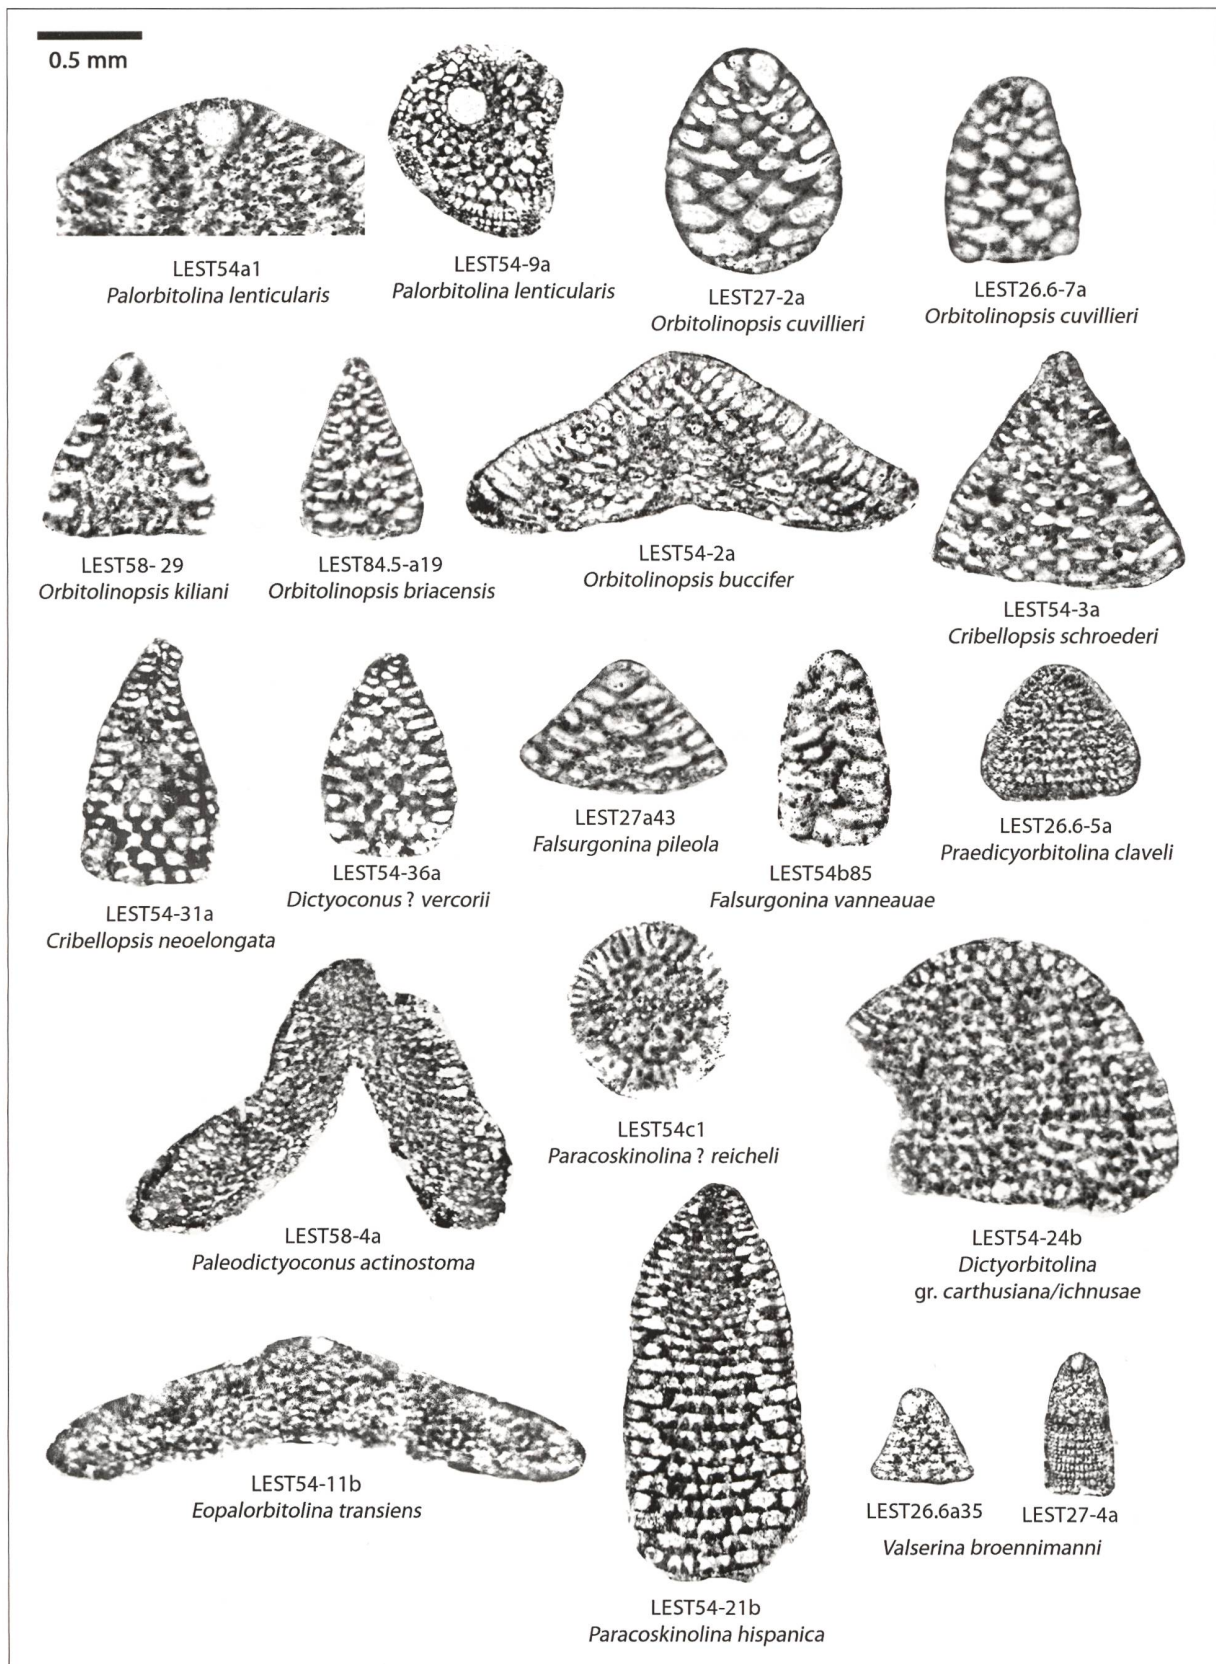 0.5 mm
LEST54a1
Palorbitolina lenticularis
LEST54-9a
Palorbitolina lenticularis
LEST27-2a
Orbitolinopsis cuvillieri
LEST26.6-7a
Orbitolinopsis cuvillieri
LEST58- 29
Orbitolinopsis kiliani
LEST84.5-a19
Orbitolinopsis briacensis
LEST54-2a
Orbitolinopsis buccifer
LEST54-3a
Cribellopsis schroederi
LEST54-31a
Cribellopsis neoelongata
LEST54-36a
Dictyoconus ? vercorii
LEST27a43
Falsurgonina pileola
LEST54b85
Falsurgonina vanneauae
LEST26.6-5a
Praedicyorbitolina claveli
LEST58-4a
Paleodictyoconus actinostoma
LEST54c1
Paracoskinolina ? reicheli
LEST54-24b
Dictyorbitolina
gr. carthusiana/ichnusae
LEST54-11b
Eopalorbitolina transiens
LEST54-21b
Paracoskinolina hispanica
LEST26.6a35
LEST27-4a
Valserina broennimanni